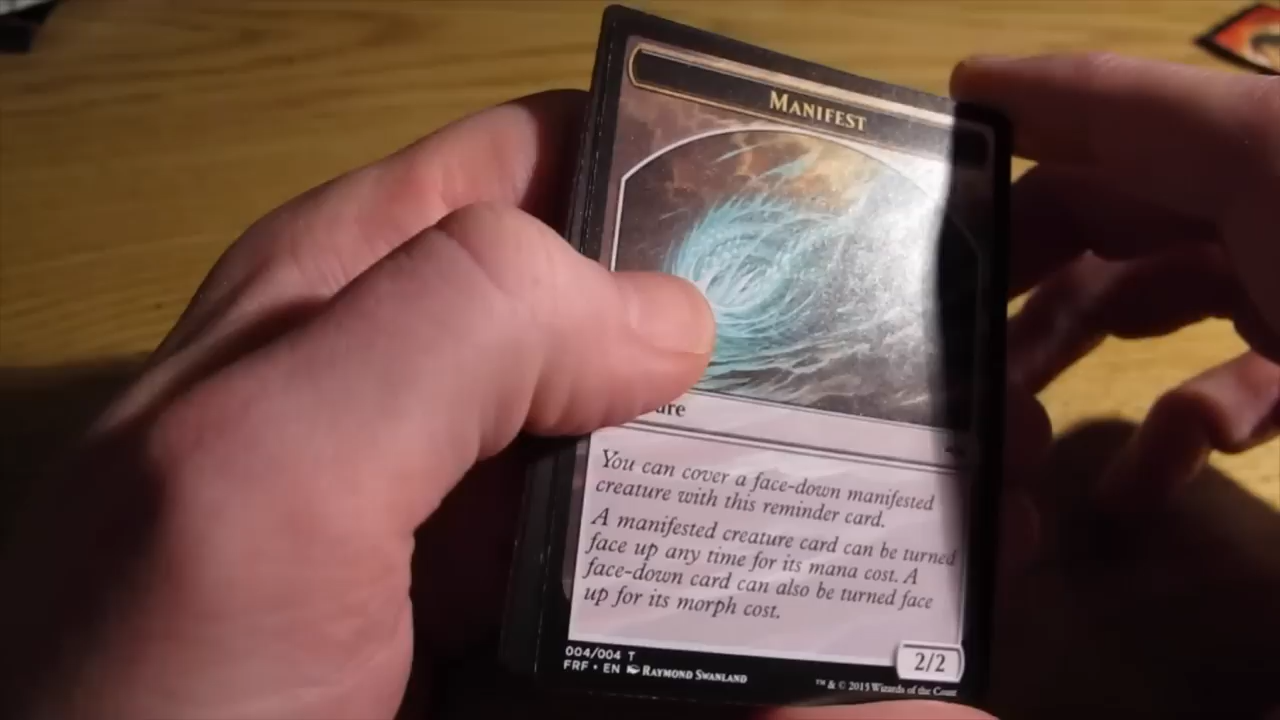 MANIFEST
You can cover a face-down manifested
creature with this reminder card.
A manifested creature card can be turned
face up any time for its mana cost. A
face-down card can also be turned face
up for its morph cost.
2/2
004/004 T
FRF • EN RAYMOND SWANLAND
™ & © 2015 Wizards of the Coast